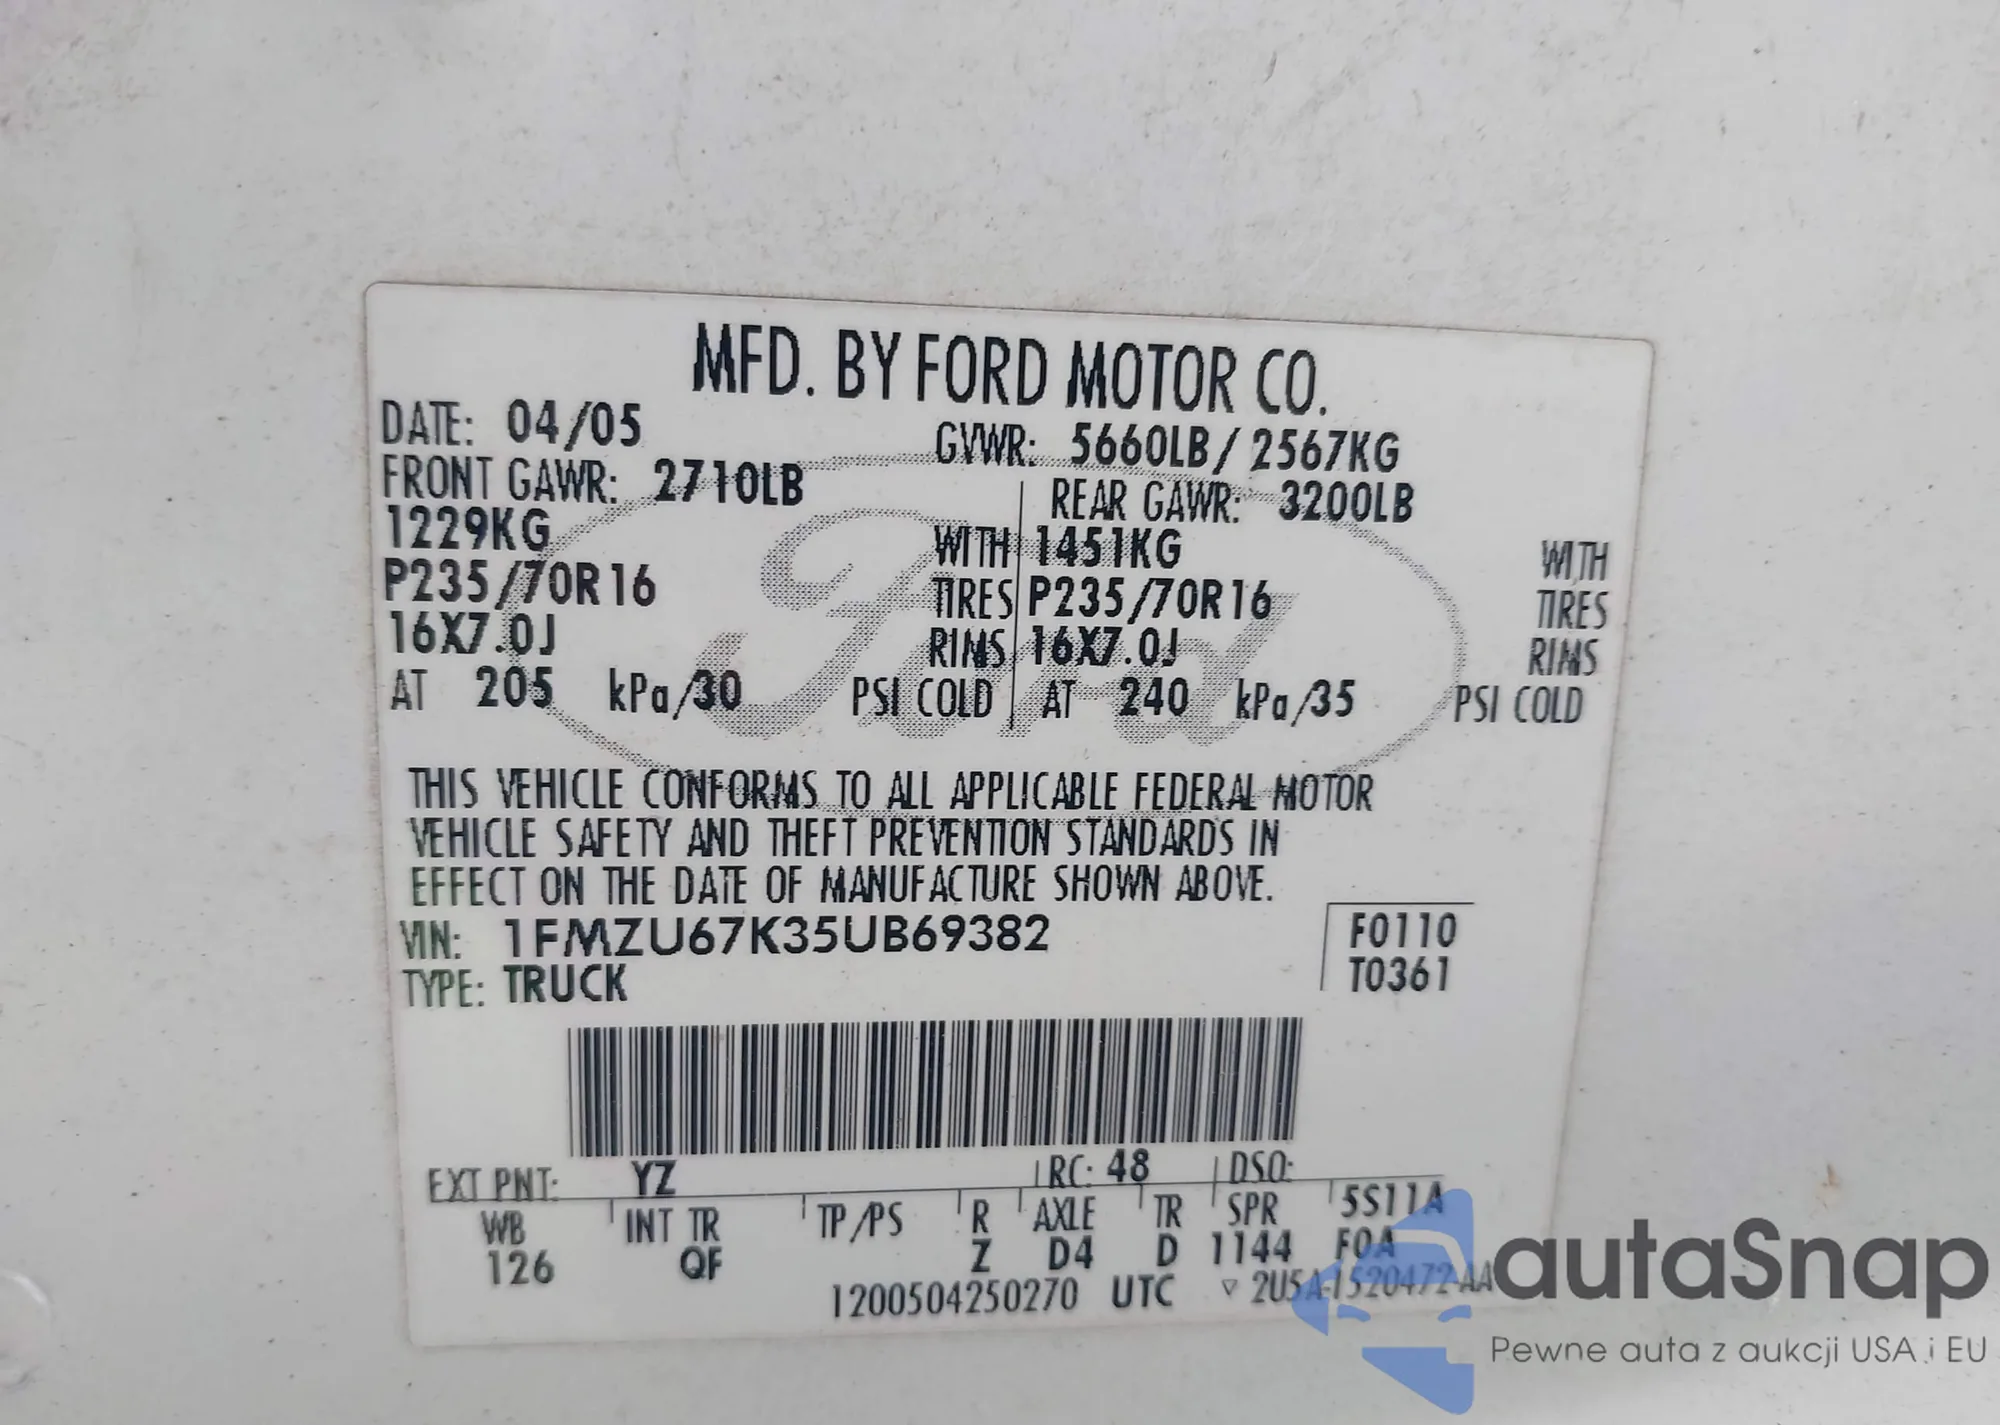 MFD. BY FORD MOTOR CO.
DATE: 04/05 GVWR: 5660LB/2567KG
FRONT GAWR: 2710LB REAR GAWR: 3200LB
1229KG WITH 1451KG WITH
P235/70R16 TIRES P235/70R16 TIRES
16X7.0J RIMS 16X7.0J RIMS
AT 205 kPa/30 PSI COLD AT 240 kPa/35 PSI COLD
Ford
THIS VEHICLE CONFORMS TO ALL APPLICABLE FEDERAL MOTOR
VEHICLE SAFETY AND THEFT PREVENTION STANDARDS IN
EFFECT ON THE DATE OF MANUFACTURE SHOWN ABOVE.
VIN: 1FMZU67K35UB69382 F0110
TYPE: TRUCK T0361
EXT PNT: YZ RC: 48 DSO:
WB INT TR TP/PS R AXLE TR SPR 5S11A
126 QF Z D4 D 1144 FOA
1200504250270 UTC ▽ 2U5A-1520472-AA
autaSnap
Pewne auta z aukcji USA i EU